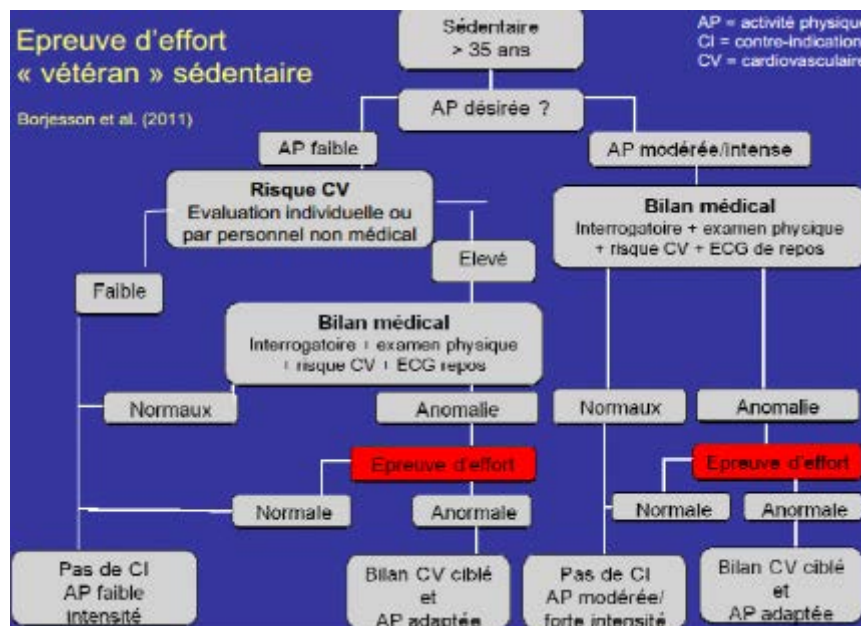 Epreuve d'effort
« vétéran » sédentaire
Borjesson et al. (2011)
AP = activité physique
CI = contre-indication
CV = cardiovasculaire
Sédentaire
> 35 ans
AP désirée ?
AP faible
AP modérée/intense
Risque CV
Evaluation individuelle ou
par personnel non médical
Bilan médical
Interrogatoire + examen physique
+ risque CV + ECG de repos
Elevé
Faible
Bilan médical
Interrogatoire + examen physique
+ risque CV + ECG repos
Normaux
Anomalie
Normaux
Anomalie
Epreuve d'effort
Epreuve d'effort
Normale
Anormale
Normale
Anormale
Pas de CI
AP faible
intensité
Bilan CV ciblé
et
AP adaptée
Pas de CI
AP modérée/
forte intensité
Bilan CV ciblé
et
AP adaptée